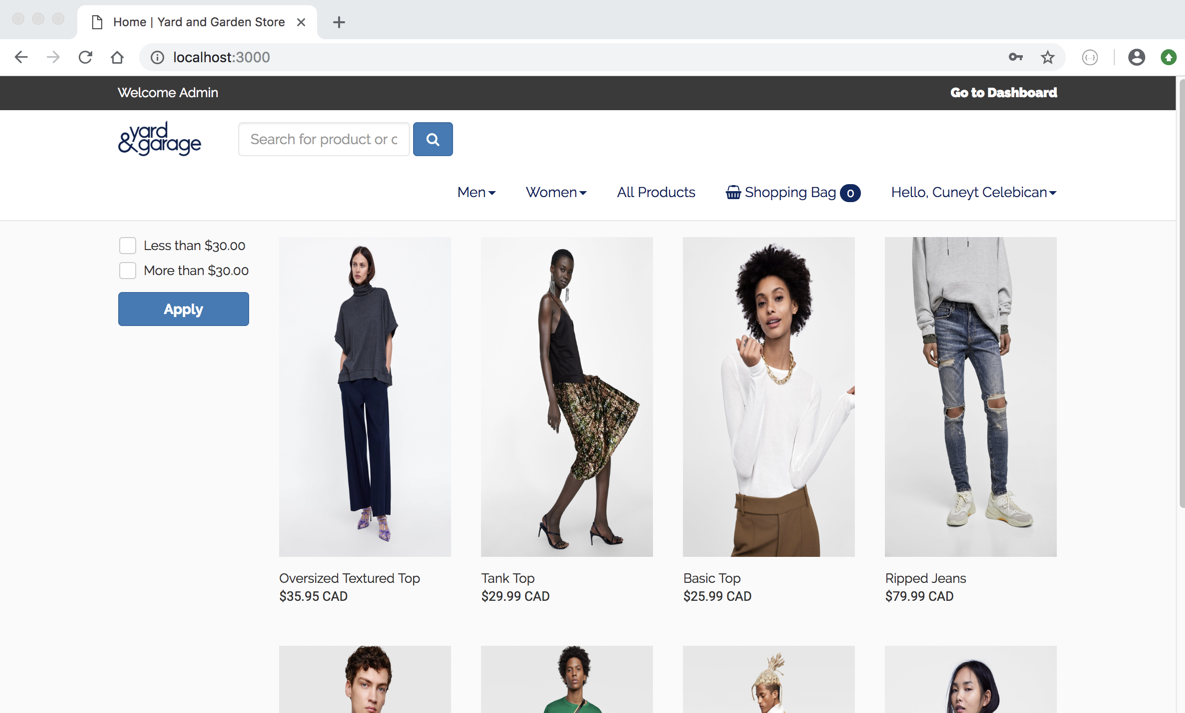 Home | Yard and Garden Store
localhost:3000
Welcome Admin
Go to Dashboard
yard
&garage
Search for product or c
Men
Women
All Products
Shopping Bag 0
Hello, Cuneyt Celebican
Less than $30.00
More than $30.00
Apply
Oversized Textured Top
$35.95 CAD
Tank Top
$29.99 CAD
Basic Top
$25.99 CAD
Ripped Jeans
$79.99 CAD